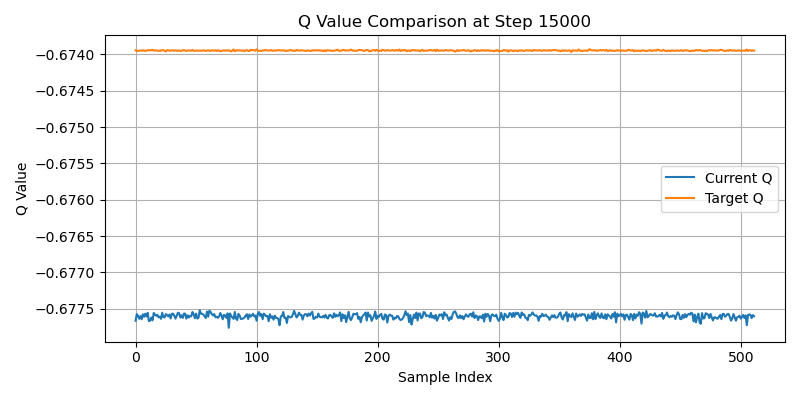 Q Value Comparison at Step 15000
−0.6740
−0.6745
−0.6750
−0.6755
−0.6760
−0.6765
−0.6770
−0.6775
Q Value
Current Q
Target Q
0
100
200
300
400
500
Sample Index